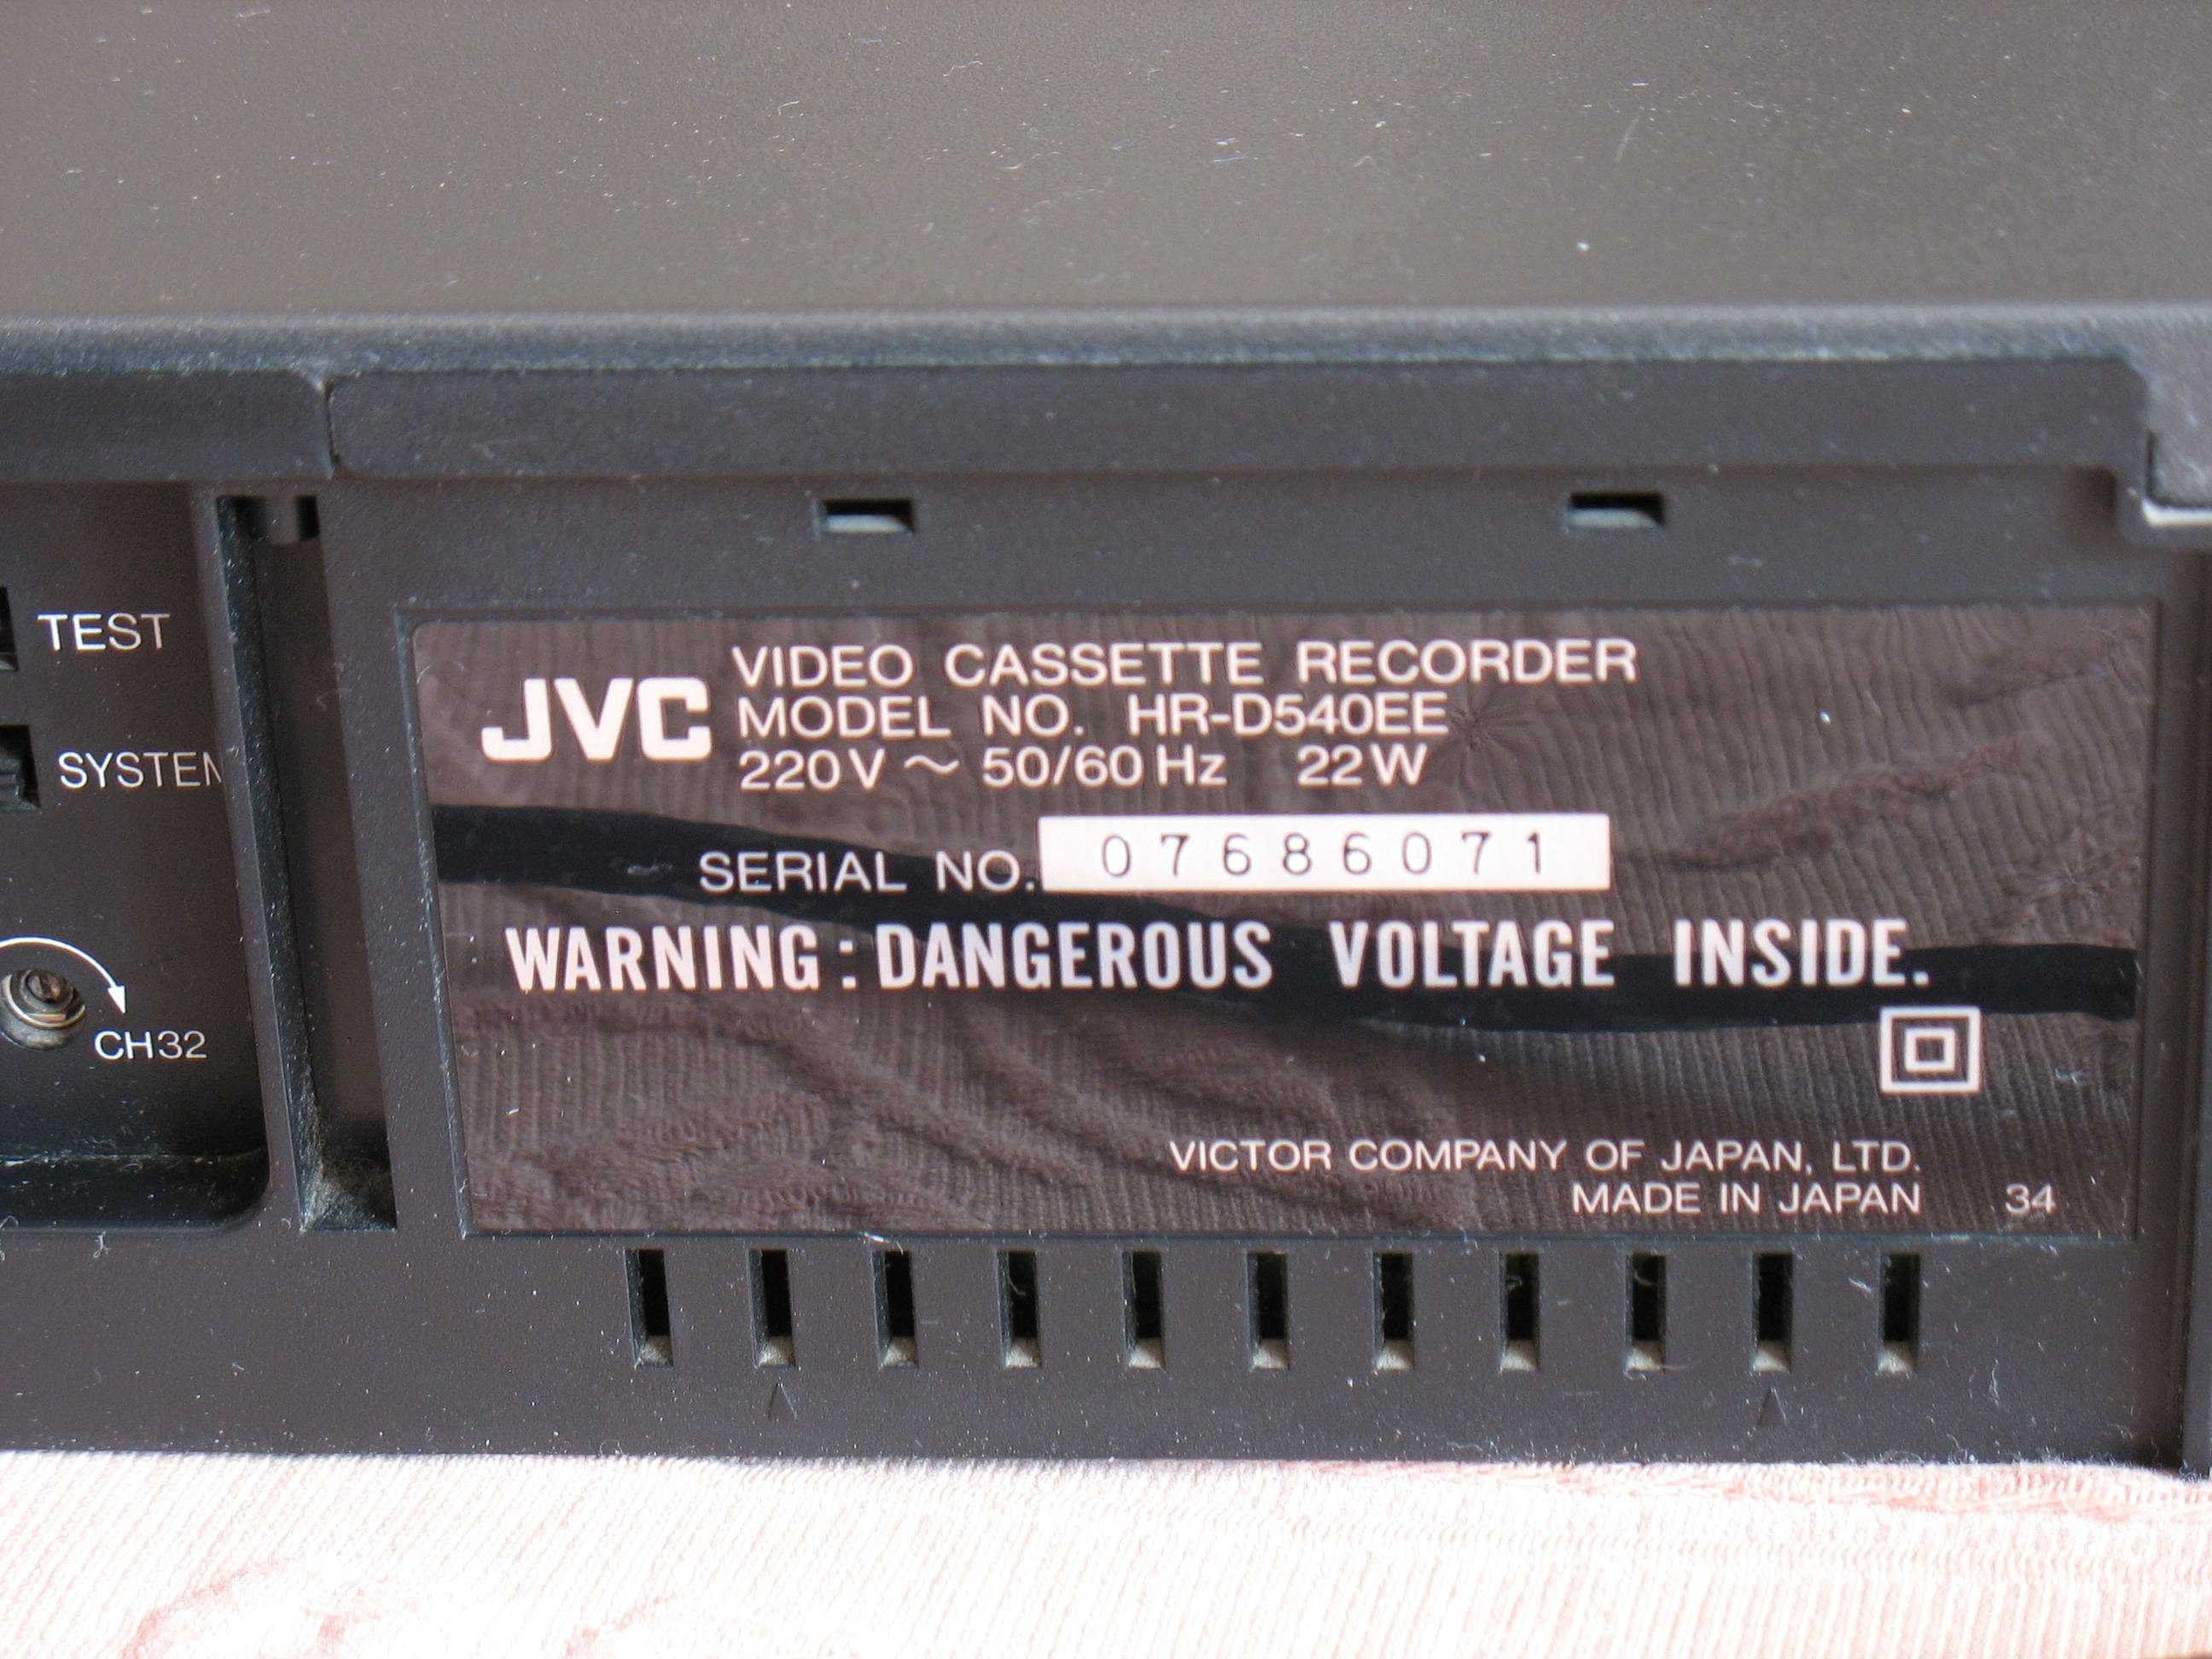 TEST
SYSTEM
CH32
JVC
VIDEO CASSETTE RECORDER
MODEL NO. HR-D540EE
220V ~ 50/60 Hz 22W
SERIAL NO. 07686071
WARNING : DANGEROUS VOLTAGE INSIDE.
VICTOR COMPANY OF JAPAN, LTD.
MADE IN JAPAN 34